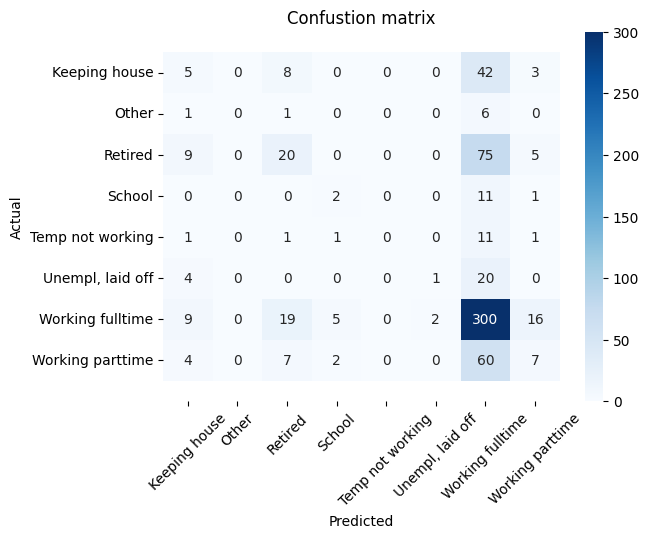 Confustion matrix
Actual
Keeping house 5 0 8 0 0 0 42 3
Other 1 0 1 0 0 0 6 0
Retired 9 0 20 0 0 0 75 5
School 0 0 0 2 0 0 11 1
Temp not working 1 0 1 1 0 0 11 1
Unempl, laid off 4 0 0 0 0 1 20 0
Working fulltime 9 0 19 5 0 2 300 16
Working parttime 4 0 7 2 0 0 60 7
Keeping house Other Retired School Temp not working Unempl, laid off Working fulltime Working parttime
Predicted
300
250
200
150
100
50
0